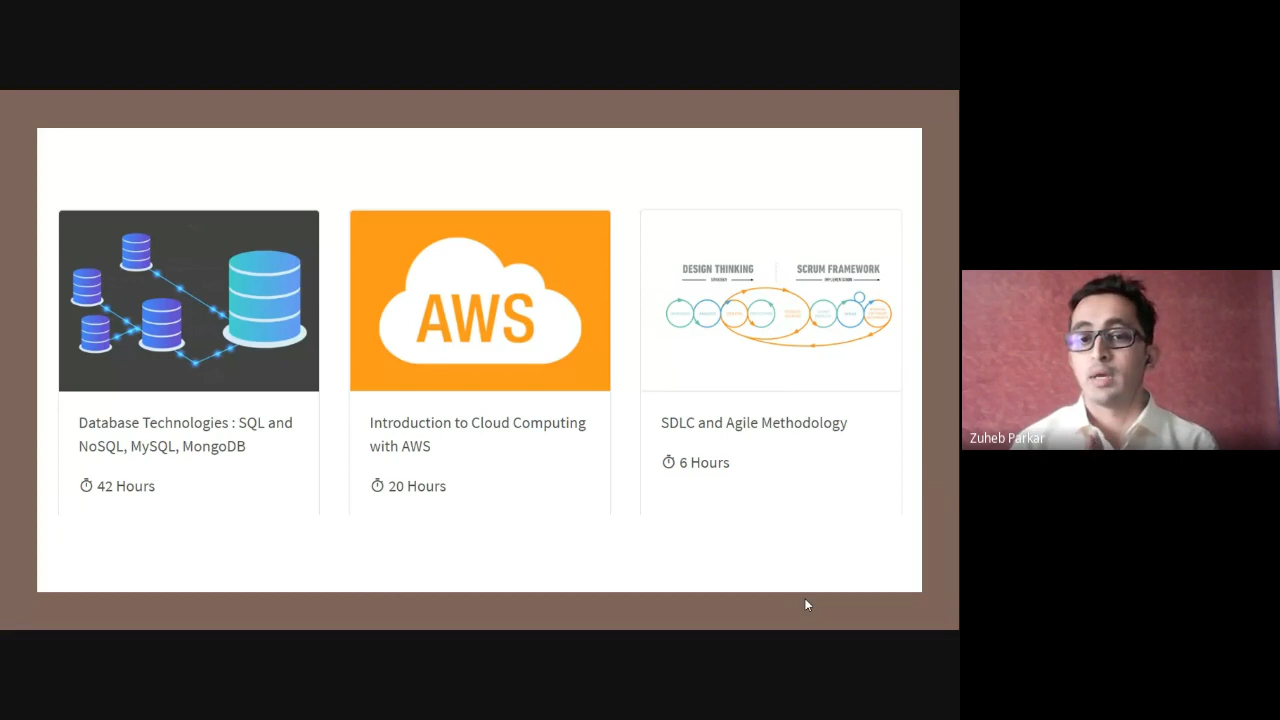 AWS
DESIGN THINKING
SCRUM FRAMEWORK
Database Technologies : SQL and
NoSQL, MySQL, MongoDB
42 Hours
Introduction to Cloud Computing
with AWS
20 Hours
SDLC and Agile Methodology
6 Hours
Zuheb Parkar